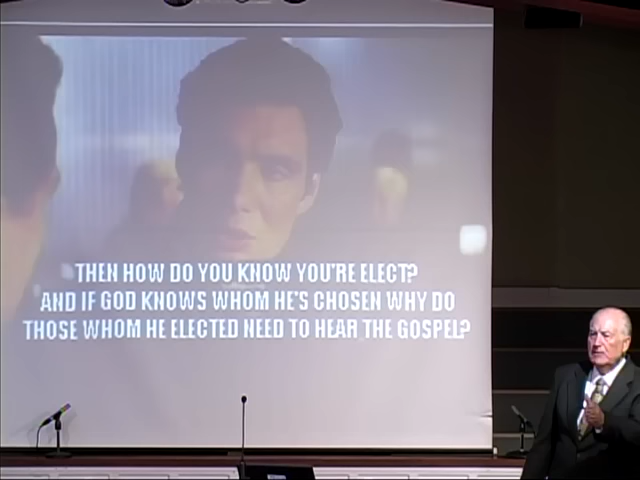 THEN HOW DO YOU KNOW YOU'RE ELECT?
AND IF GOD KNOWS WHOM HE'S CHOSEN WHY DO
THOSE WHOM HE ELECTED NEED TO HEAR THE GOSPEL?